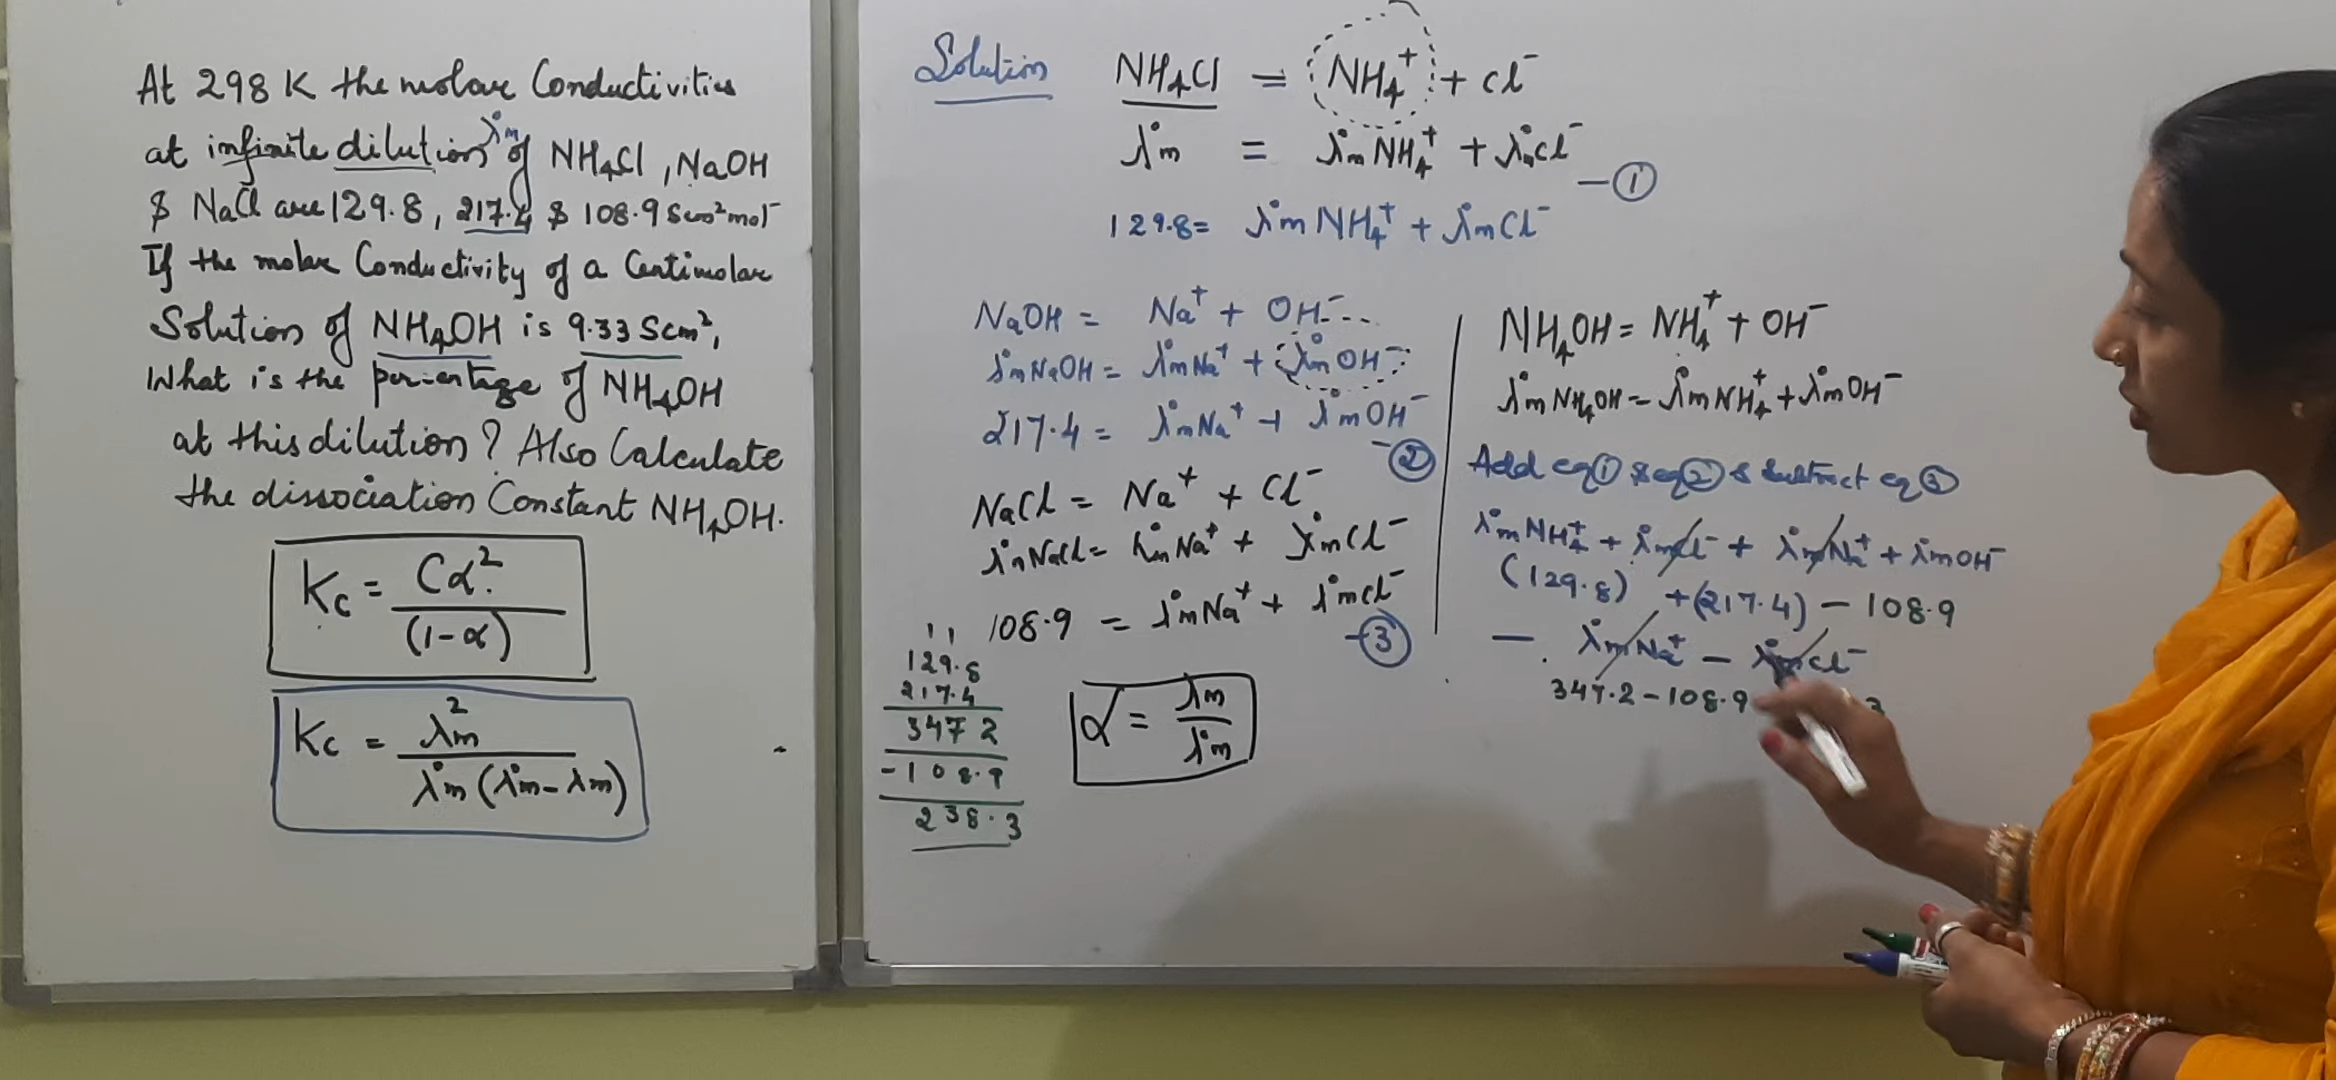 At 298 K the molar Conductivities
at infinite dilution λ°m of NH₄Cl, NaOH
& NaCl are 129.8, 217.4 & 108.9 Scm²mol⁻
If the molar Conductivity of a Centimolar
Solution of NH₄OH is 9.33 Scm²,
What is the percentage of NH₄OH
at this dilution? Also Calculate
the dissociation Constant NH₄OH.
Kc = Cα² / (1-α)
Kc = λ²m / λ°m (λ°m - λm)
Solution NH₄Cl = NH₄⁺ + Cl⁻
λ°m = λ°m NH₄⁺ + λ°m Cl⁻ —①
129.8 = λ°m NH₄⁺ + λ°m Cl⁻
NaOH = Na⁺ + OH⁻
λ°m NaOH = λ°m Na⁺ + λ°m OH⁻
217.4 = λ°m Na⁺ + λ°m OH⁻ -②
NaCl = Na⁺ + Cl⁻
λ°m NaCl = λ°m Na⁺ + λ°m Cl⁻
108.9 = λ°m Na⁺ + λ°m Cl⁻ -③
129.8
217.4
347 2
-108.9
238.3
α = λm / λ°m
NH₄OH = NH₄⁺ + OH⁻
λ°m NH₄OH = λ°m NH₄⁺ + λ°m OH⁻
Add eq① & eq② & subtract eq③
λ°m NH₄⁺ + λ°m Cl⁻ + λ°m Na⁺ + λ°m OH⁻
(129.8) + (217.4) - 108.9
- λ°m Na⁺ - λ°m Cl⁻
347.2 - 108.9 3